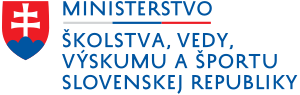 MINISTERSTVO
ŠKOLSTVA, VEDY,
VÝSKUMU A ŠPORTU
SLOVENSKEJ REPUBLIKY